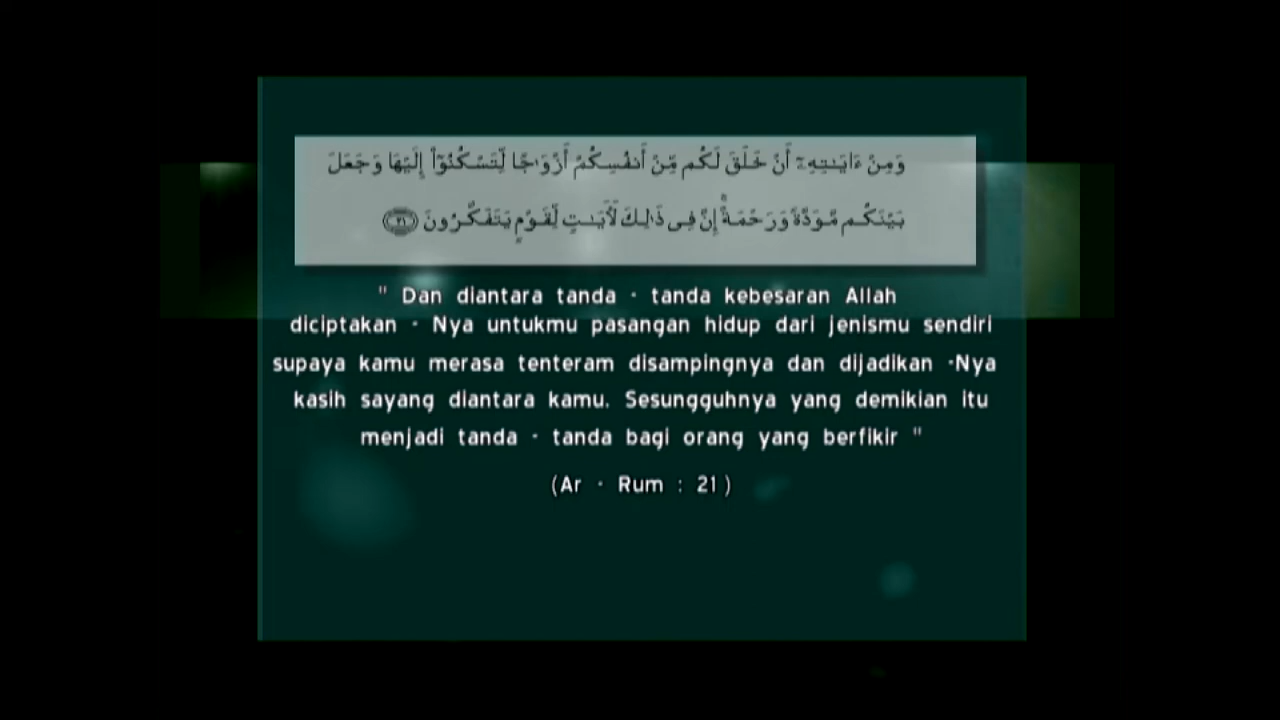 وَمِنْ ءَايَـٰتِهِۦٓ أَنْ خَلَقَ لَكُم مِّنْ أَنفُسِكُمْ أَزْوَٰجًا لِّتَسْكُنُوٓا۟ إِلَيْهَا وَجَعَلَ
بَيْنَكُم مَّوَدَّةً وَرَحْمَةً ۚ إِنَّ فِى ذَٰلِكَ لَـَٔايَـٰتٍ لِّقَوْمٍ يَتَفَكَّرُونَ ﴿٢١﴾
" Dan diantara tanda - tanda kebesaran Allah
diciptakan - Nya untukmu pasangan hidup dari jenismu sendiri
supaya kamu merasa tenteram disampingnya dan dijadikan -Nya
kasih sayang diantara kamu. Sesungguhnya yang demikian itu
menjadi tanda - tanda bagi orang yang berfikir "
(Ar - Rum : 21 )